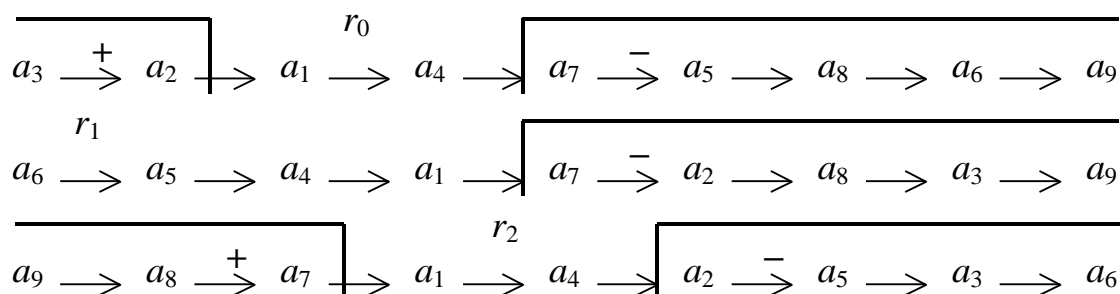 r0
+ −
a3 → a2 → a1 → a4 → a7 → a5 → a8 → a6 → a9
r1
−
a6 → a5 → a4 → a1 → a7 → a2 → a8 → a3 → a9
r2
+ −
a9 → a8 → a7 → a1 → a4 → a2 → a5 → a3 → a6